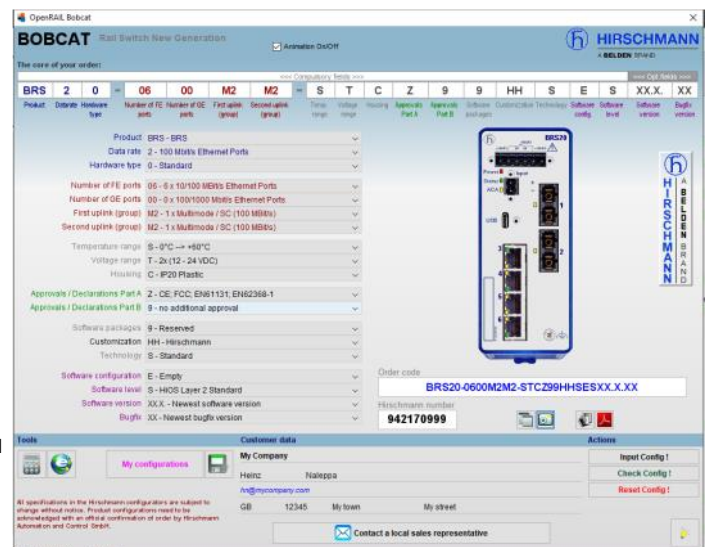 OpenRAIL Bobcat
BOBCAT Rail Switch New Generation
Animation On/Off
HIRSCHMANN
A BELDEN BRAND
The core of your order:
<<< Compulsory fields >>>
<<< Opt. fields >>>
BRS 2 0 - 06 00 M2 M2 - S T C Z 9 9 HH S E S XX.X. XX
Product Datarate Hardware type Number of FE ports Number of GE ports First uplink (group) Second uplink (group) Temp. range Voltage range Housing Approvals Part A Approvals Part B Software packages Customization Technology Software config Software level Software version Bugfix version
Product BRS - BRS
Data rate 2 - 100 Mbit/s Ethernet Ports
Hardware type 0 - Standard
Number of FE ports 06 - 6 x 10/100 MBit/s Ethernet Ports
Number of GE ports 00 - 0 x 100/1000 Mbit/s Ethernet Ports
First uplink (group) M2 - 1 x Multimode / SC (100 MBit/s)
Second uplink (group) M2 - 1 x Multimode / SC (100 MBit/s)
Temperature range S - 0°C --> +60°C
Voltage range T - 2x (12 - 24 VDC)
Housing C - IP20 Plastic
Approvals / Declarations Part A Z - CE; FCC; EN61131; EN62368-1
Approvals / Declarations Part B 9 - no additional approval
Software packages 9 - Reserved
Customization HH - Hirschmann
Technology S - Standard
Software configuration E - Empty
Software level S - HiOS Layer 2 Standard
Software version XX.X. - Newest software version
Bugfix XX - Newest bugfix version
BRS20
Power
Status
ACA
Input
USB
1
2
3
4
5
6
HIRSCHMANN
A BELDEN BRAND
Order code
BRS20-0600M2M2-STCZ99HHSESXX.X.XX
Hirschmann number
942170999
Tools
Customer data
Actions
My configurations
My Company
Heinz Naleppa
hn@mycompany.com
GB 12345 My town My street
Contact a local sales representative
Input Config !
Check Config !
Reset Config !
All specifications in the Hirschmann configurators are subject to
change without notice. Product configurations need to be
acknowledged with an official confirmation of order by Hirschmann
Automation and Control GmbH.